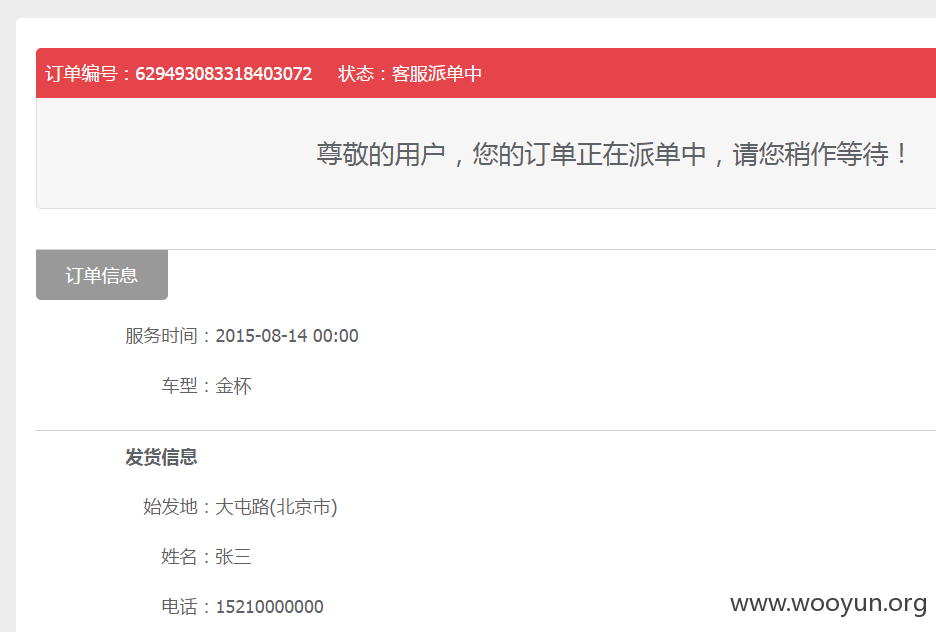 订单编号：629493083318403072 状态：客服派单中
尊敬的用户，您的订单正在派单中，请您稍作等待！
订单信息
服务时间：2015-08-14 00:00
车型：金杯
发货信息
始发地：大屯路(北京市)
姓名：张三
电话：15210000000
www.wooyun.org